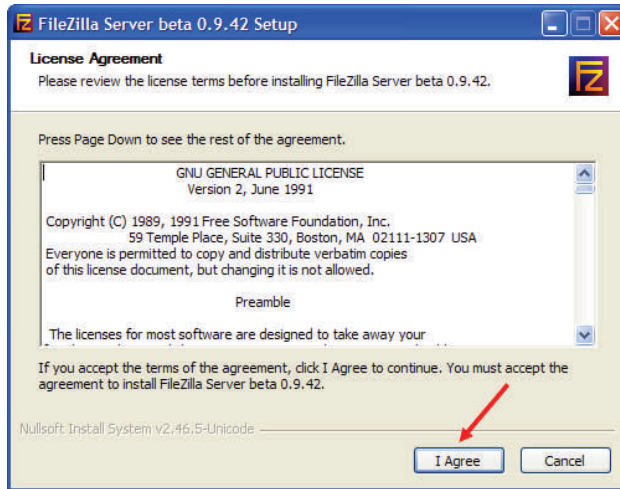 FileZilla Server beta 0.9.42 Setup
License Agreement
Please review the license terms before installing FileZilla Server beta 0.9.42.
FZ
Press Page Down to see the rest of the agreement.
GNU GENERAL PUBLIC LICENSE
Version 2, June 1991
Copyright (C) 1989, 1991 Free Software Foundation, Inc.
59 Temple Place, Suite 330, Boston, MA 02111-1307 USA
Everyone is permitted to copy and distribute verbatim copies
of this license document, but changing it is not allowed.
Preamble
The licenses for most software are designed to take away your
If you accept the terms of the agreement, click I Agree to continue. You must accept the
agreement to install FileZilla Server beta 0.9.42.
Nullsoft Install System v2.46.5-Unicode
I Agree
Cancel